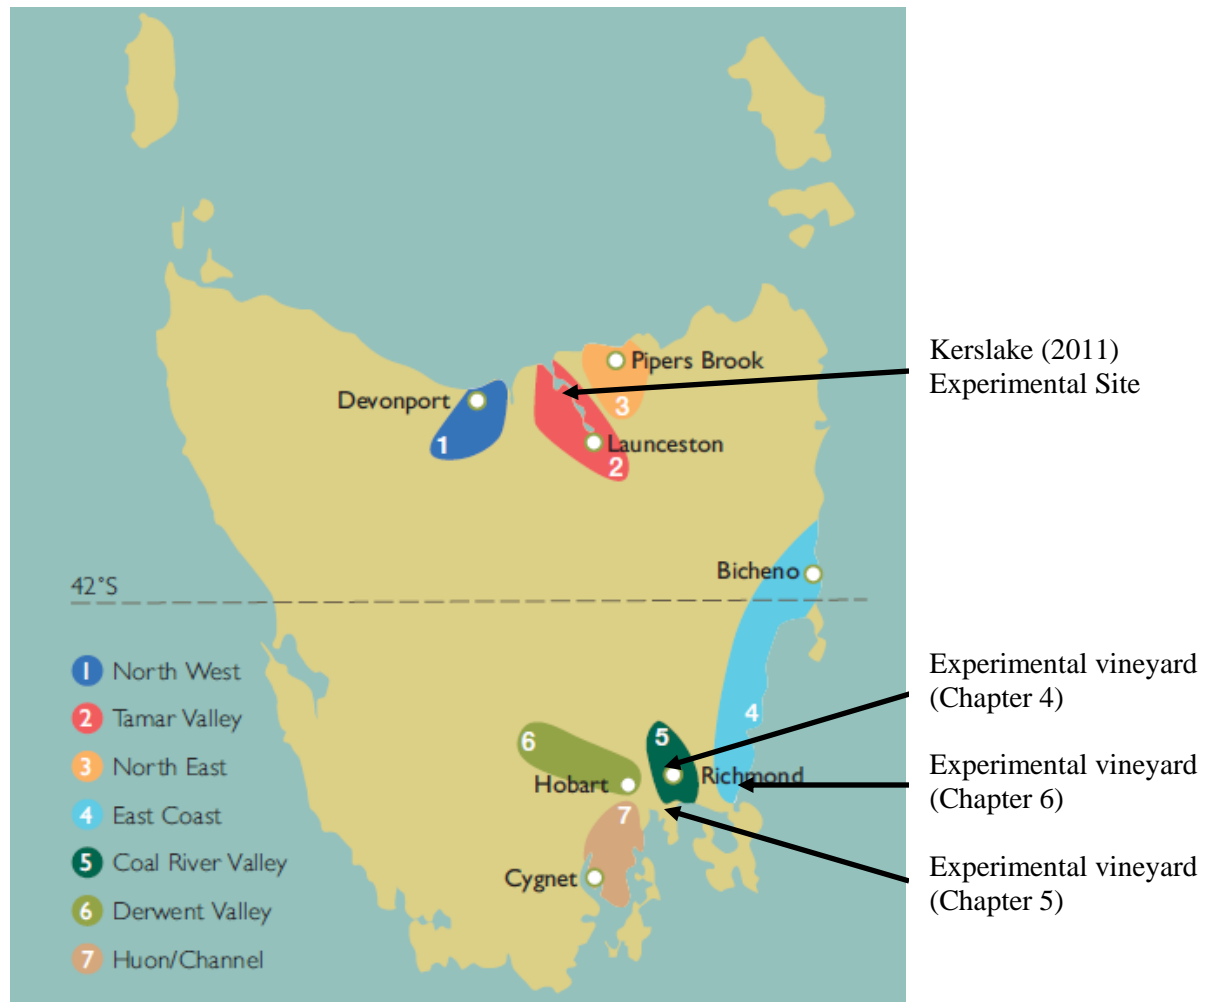 Pipers Brook
Kerslake (2011)
Experimental Site
Devonport
3
1
Launceston
2
Bicheno
42°S
1 North West
2 Tamar Valley
3 North East
4 East Coast
5 Coal River Valley
6 Derwent Valley
7 Huon/Channel
4
5
6
Richmond
Hobart
7
Cygnet
Experimental vineyard
(Chapter 4)
Experimental vineyard
(Chapter 6)
Experimental vineyard
(Chapter 5)